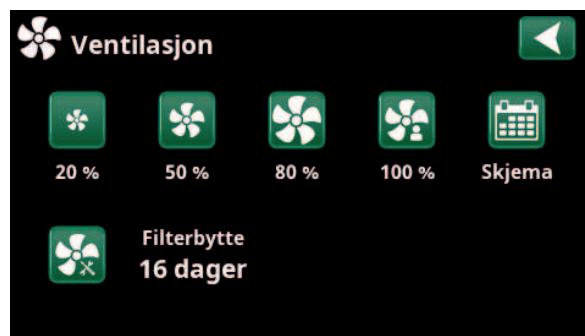 Ventilasjon
20 %
50 %
80 %
100 %
Skjema
Filterbytte
16 dager